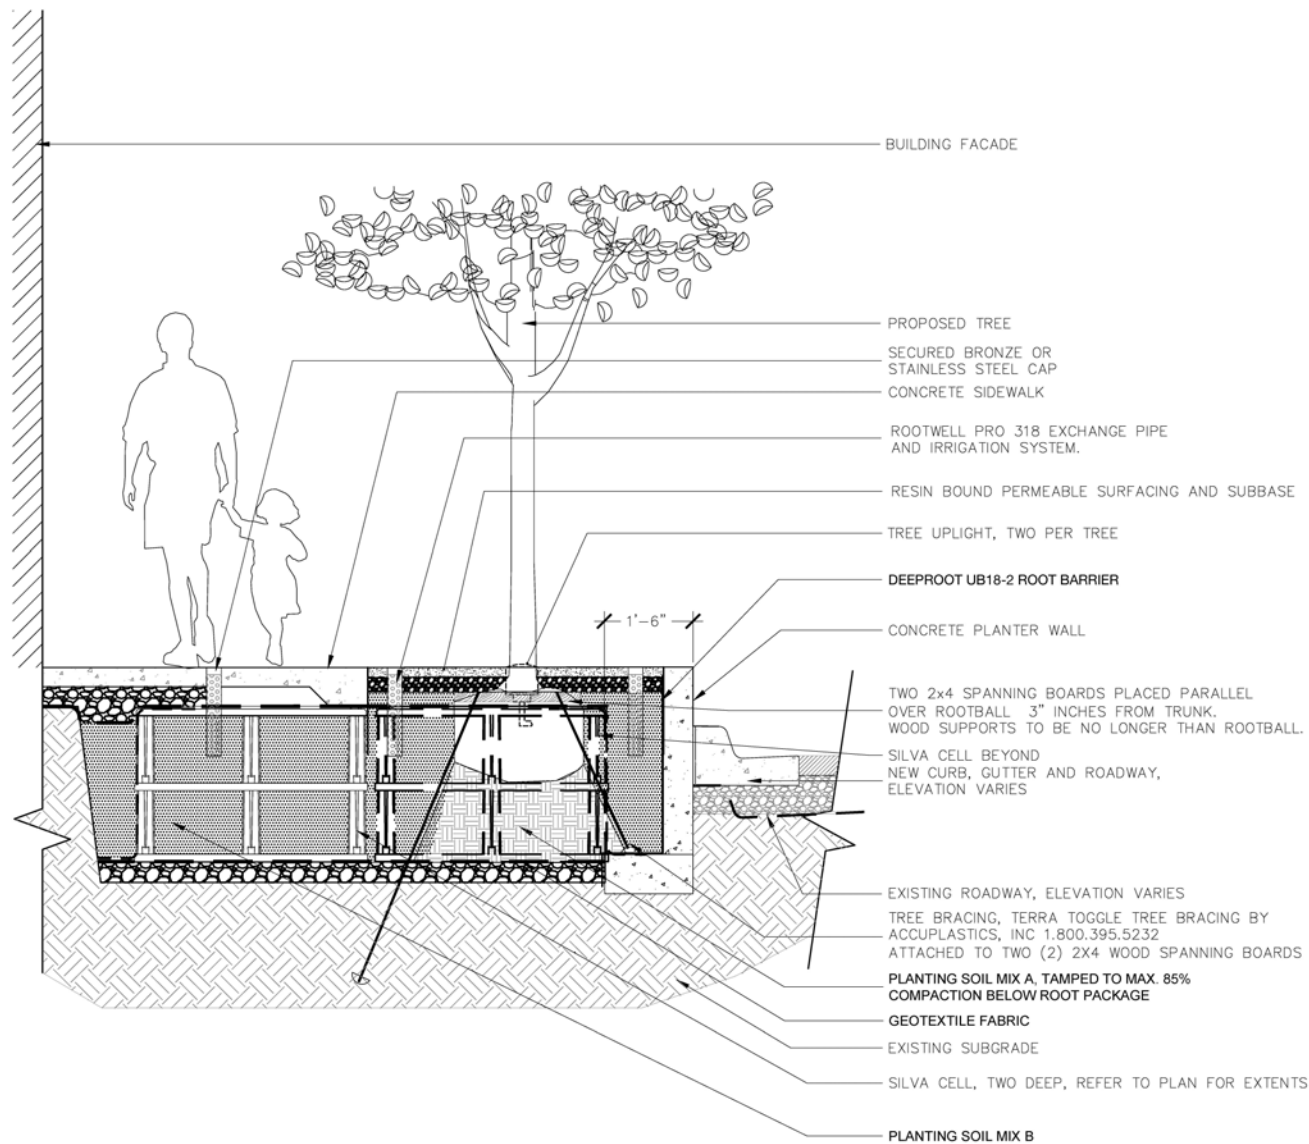 BUILDING FACADE
PROPOSED TREE
SECURED BRONZE OR
STAINLESS STEEL CAP
CONCRETE SIDEWALK
ROOTWELL PRO 318 EXCHANGE PIPE
AND IRRIGATION SYSTEM.
RESIN BOUND PERMEABLE SURFACING AND SUBBASE
TREE UPLIGHT, TWO PER TREE
DEEPROOT UB18-2 ROOT BARRIER
1'-6"
CONCRETE PLANTER WALL
TWO 2x4 SPANNING BOARDS PLACED PARALLEL
OVER ROOTBALL 3" INCHES FROM TRUNK.
WOOD SUPPORTS TO BE NO LONGER THAN ROOTBALL.
SILVA CELL BEYOND
NEW CURB, GUTTER AND ROADWAY,
ELEVATION VARIES
EXISTING ROADWAY, ELEVATION VARIES
TREE BRACING, TERRA TOGGLE TREE BRACING BY
ACCUPLASTICS, INC 1.800.395.5232
ATTACHED TO TWO (2) 2X4 WOOD SPANNING BOARDS
PLANTING SOIL MIX A, TAMPED TO MAX. 85%
COMPACTION BELOW ROOT PACKAGE
GEOTEXTILE FABRIC
EXISTING SUBGRADE
SILVA CELL, TWO DEEP, REFER TO PLAN FOR EXTENTS
PLANTING SOIL MIX B